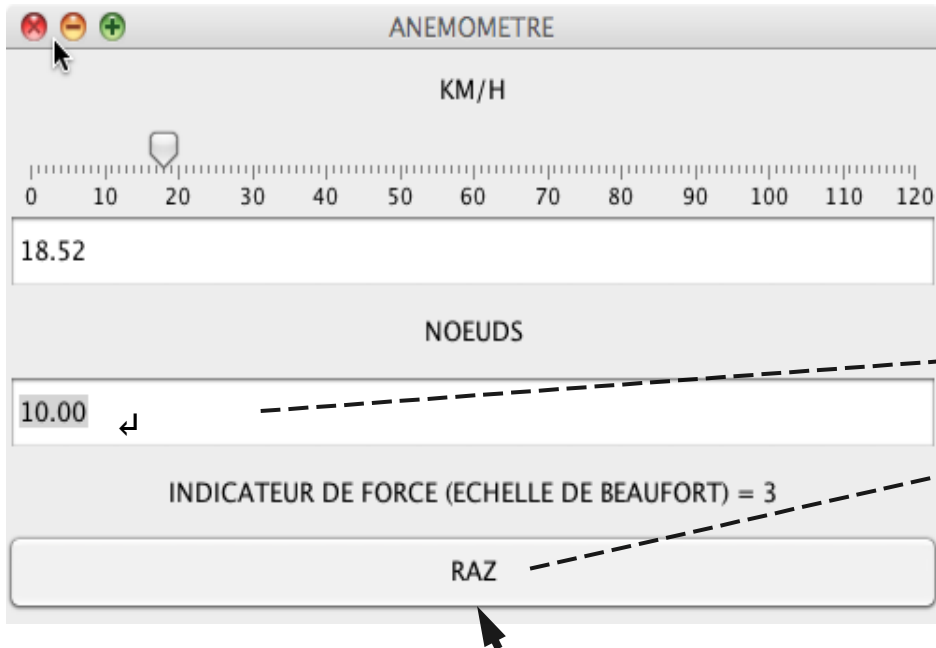 ANEMOMETRE
KM/H
0 10 20 30 40 50 60 70 80 90 100 110 120
18.52
NOEUDS
10.00 ↵
INDICATEUR DE FORCE (ECHELLE DE BEAUFORT) = 3
RAZ